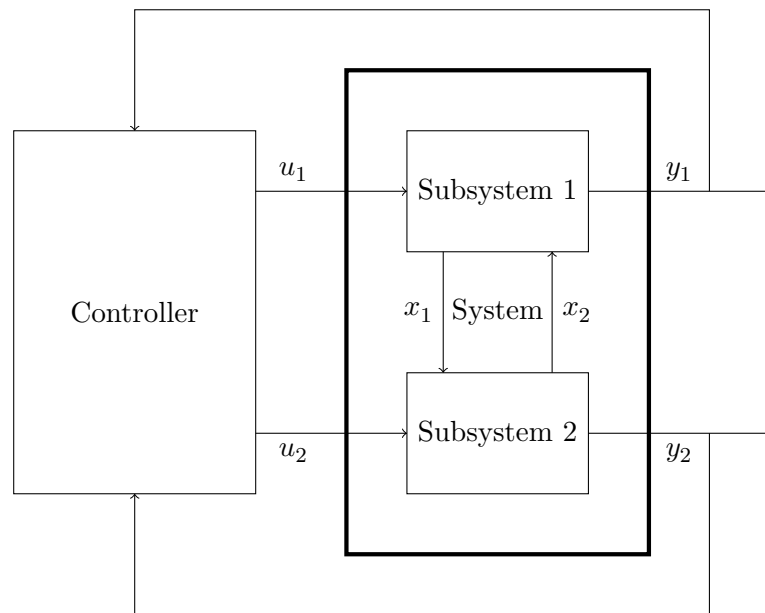 u₁
y₁
Subsystem 1
Controller
x₁
System
x₂
Subsystem 2
u₂
y₂